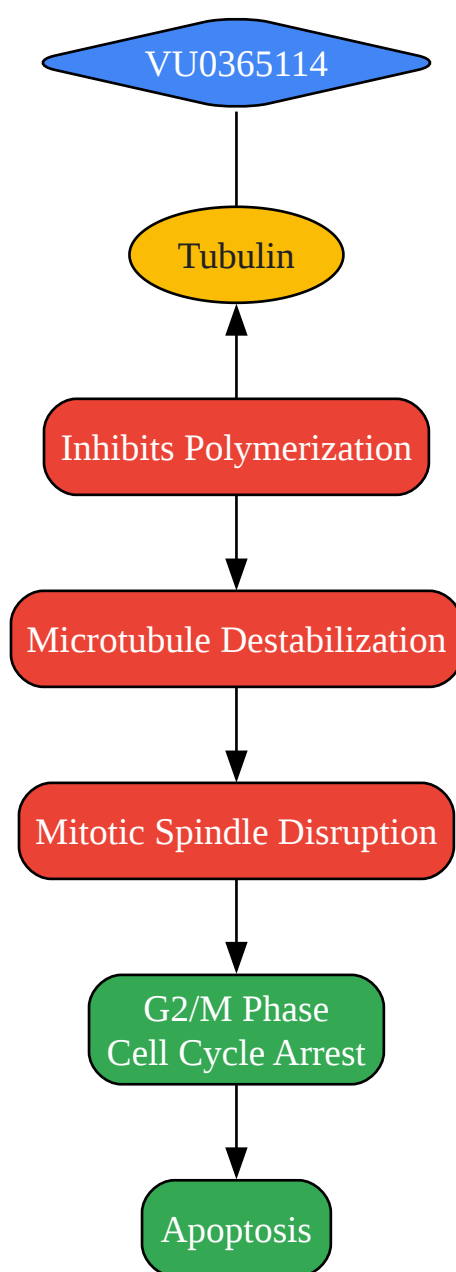 VU0365114
Tubulin
Inhibits Polymerization
Microtubule Destabilization
Mitotic Spindle Disruption
G2/M Phase
Cell Cycle Arrest
Apoptosis